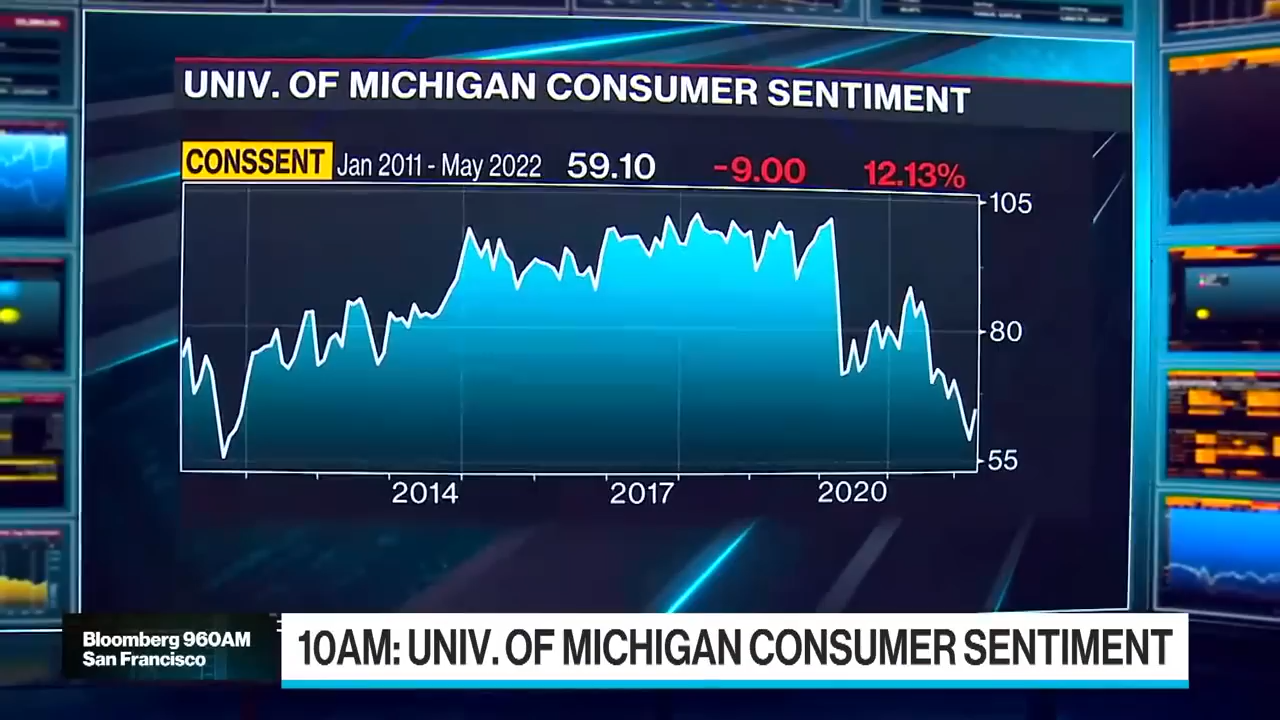 UNIV. OF MICHIGAN CONSUMER SENTIMENT
CONSSENT Jan 2011 - May 2022 59.10 -9.00 12.13%
105
80
55
2014 2017 2020
Bloomberg 960AM
San Francisco
10AM: UNIV. OF MICHIGAN CONSUMER SENTIMENT